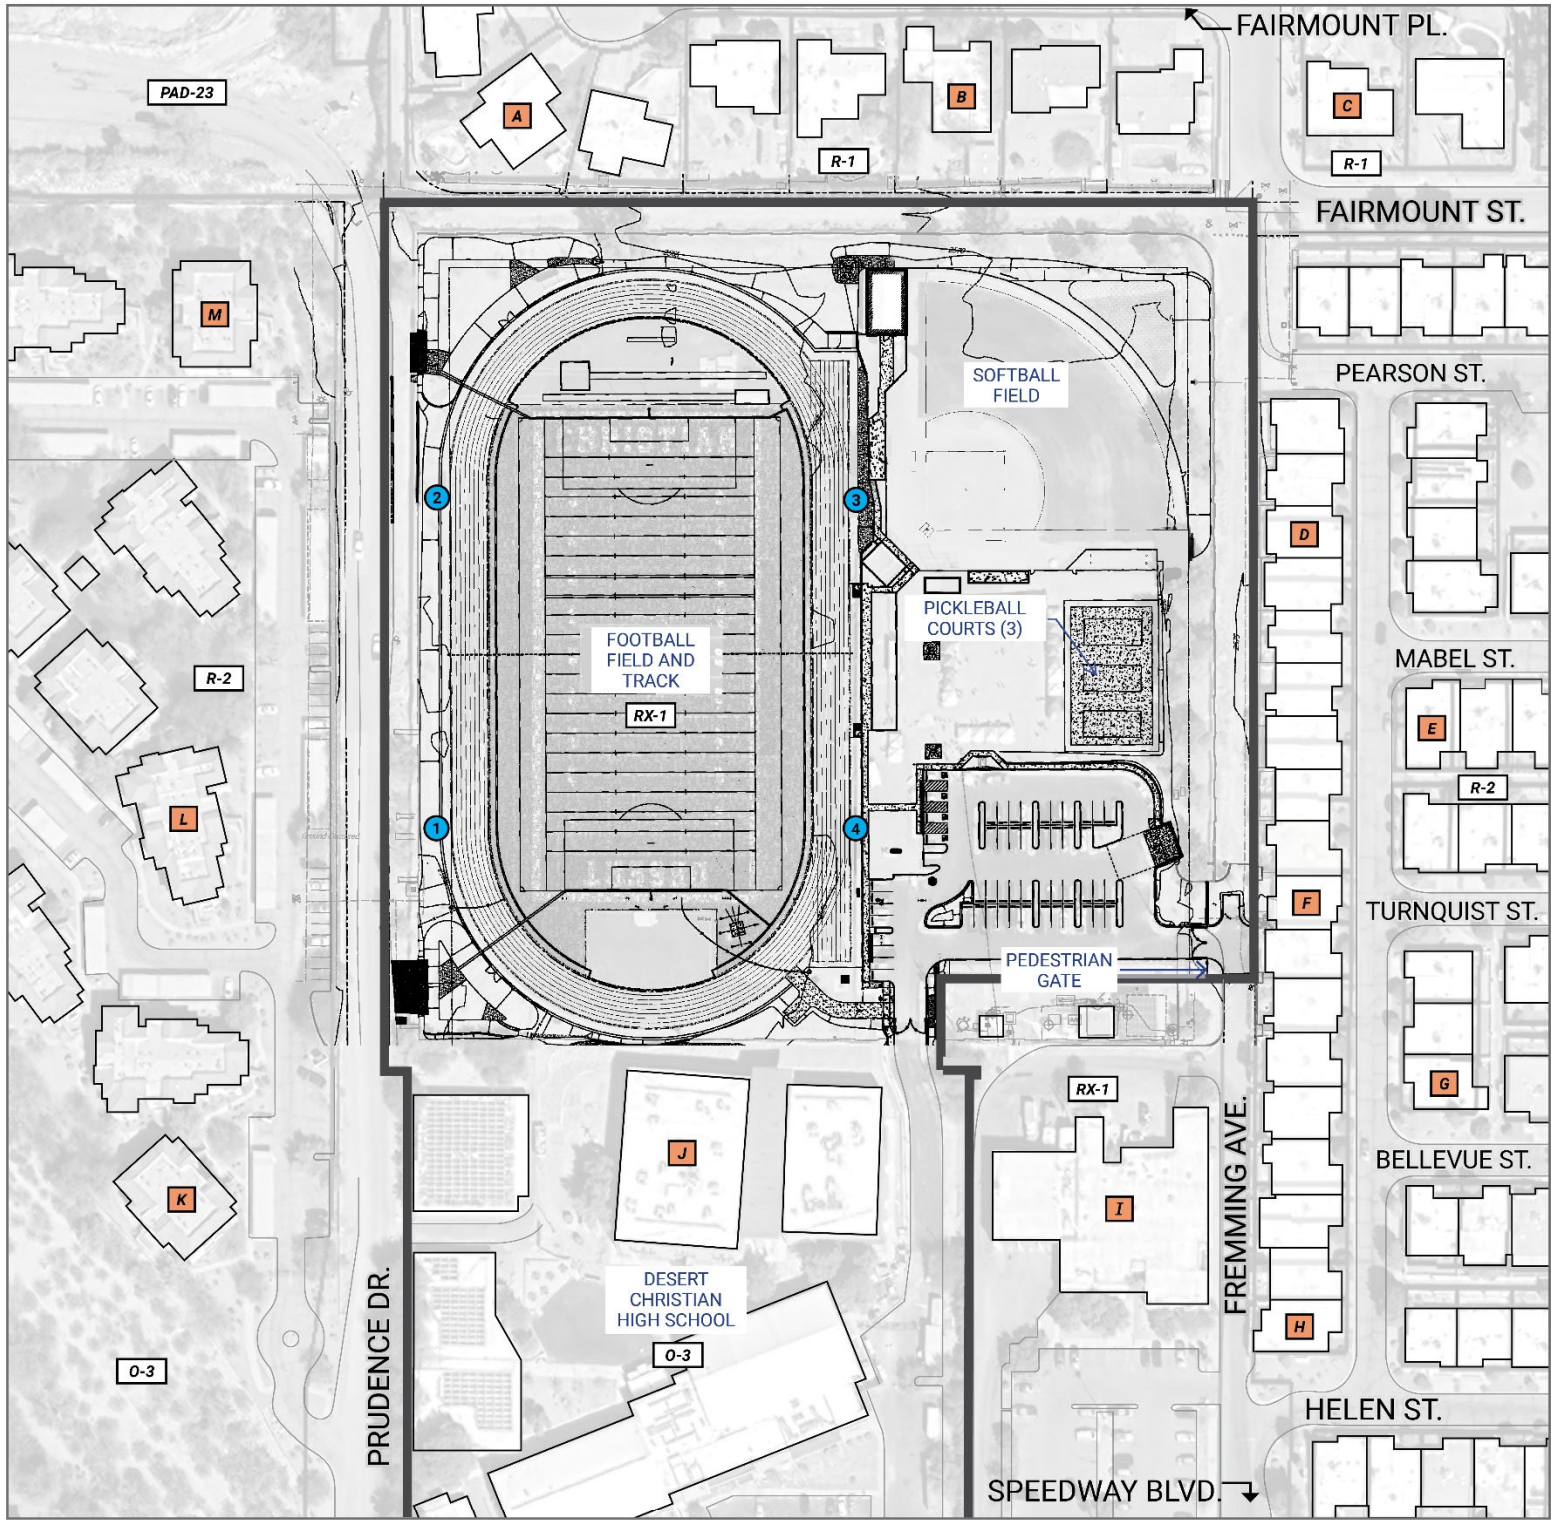 FAIRMOUNT PL.
PAD-23
A
B
C
R-1
R-1
FAIRMOUNT ST.
M
SOFTBALL
FIELD
PEARSON ST.
CHRISTIAN
2
3
D
PICKLEBALL
COURTS (3)
FOOTBALL
FIELD AND
TRACK
RX-1
R-2
MABEL ST.
E
R-2
L
1
4
F
TURNQUIST ST.
PEDESTRIAN
GATE
RX-1
G
J
BELLEVUE ST.
K
I
FREMMING AVE.
DESERT
CHRISTIAN
HIGH SCHOOL
O-3
H
O-3
PRUDENCE DR.
HELEN ST.
SPEEDWAY BLVD.